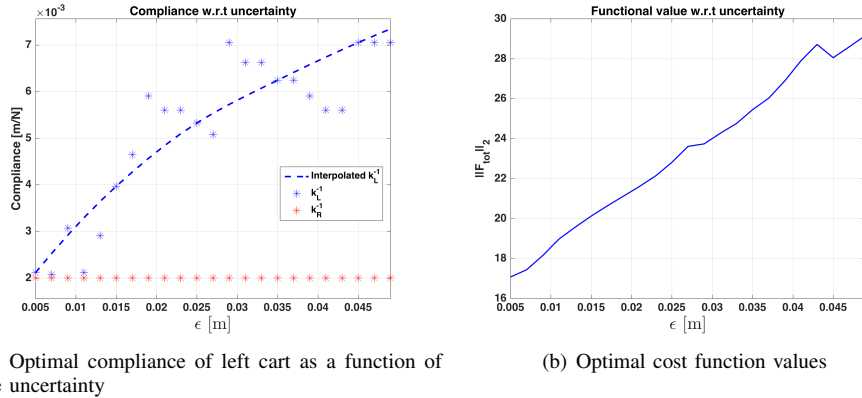 Compliance w.r.t uncertainty
×10⁻³
7
6
5
4
3
2
Compliance [m/N]
Interpolated k_L^-1
k_L^-1
k_R^-1
0.005 0.01 0.015 0.02 0.025 0.03 0.035 0.04 0.045
ϵ [m]
Optimal compliance of left cart as a function of
uncertainty
Functional value w.r.t uncertainty
30
28
26
24
22
20
18
16
||F_tot||_2
0.005 0.01 0.015 0.02 0.025 0.03 0.035 0.04 0.045
ϵ [m]
(b) Optimal cost function values